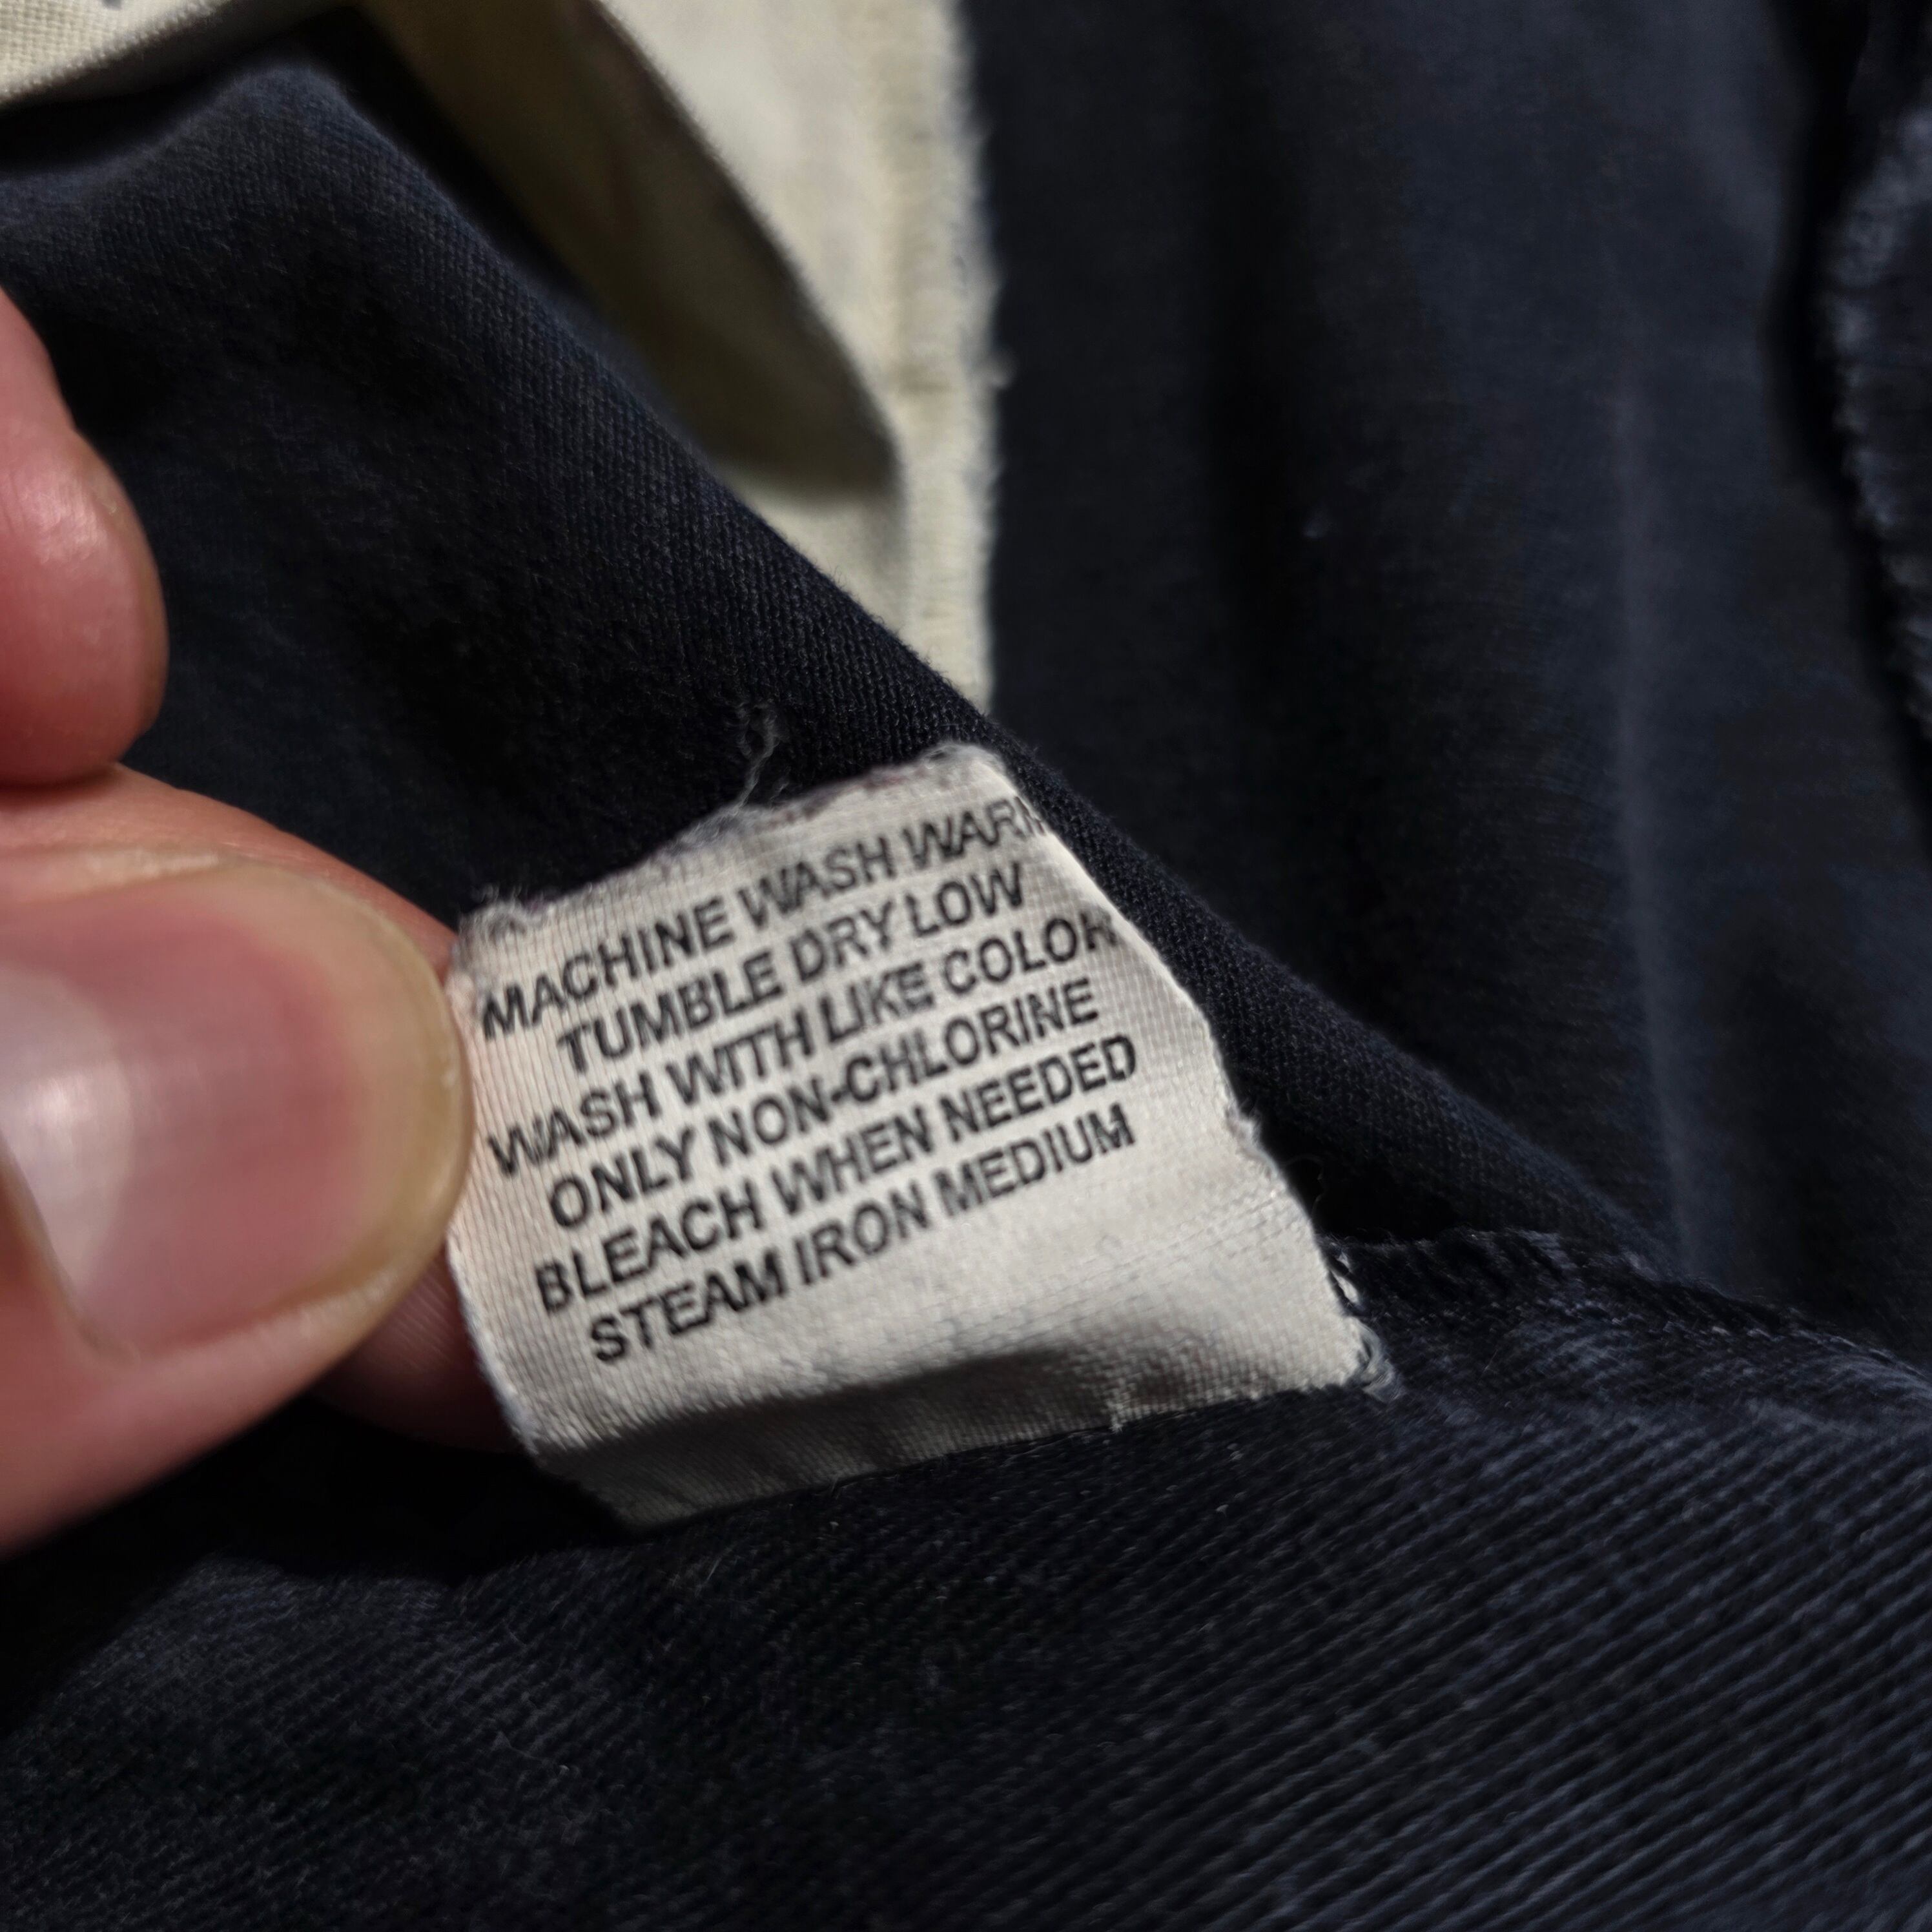 MACHINE WASH WARM
TUMBLE DRY LOW
WASH WITH LIKE COLOR
ONLY NON-CHLORINE
BLEACH WHEN NEEDED
STEAM IRON MEDIUM